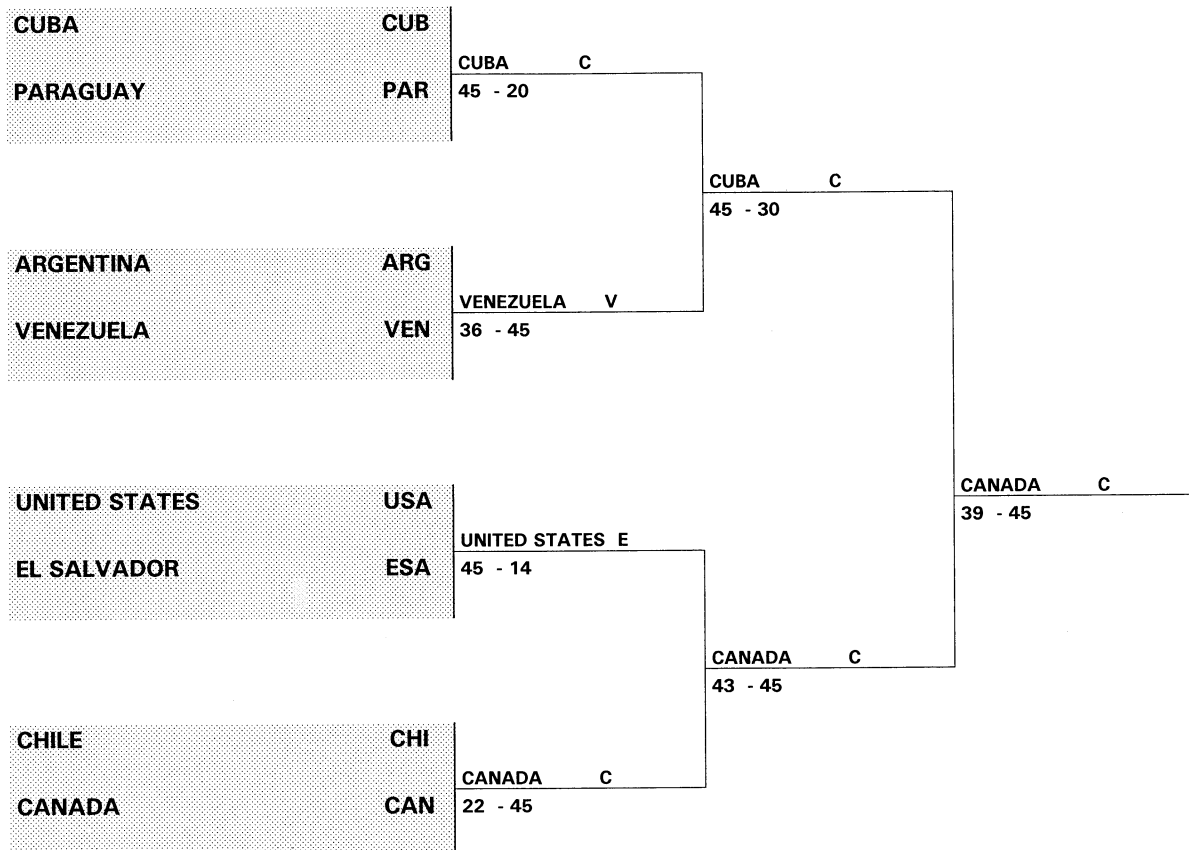 CUBA CUB
CUBA C
PARAGUAY PAR
45 - 20
CUBA C
45 - 30
ARGENTINA ARG
VENEZUELA V
VENEZUELA VEN
36 - 45
CANADA C
39 - 45
UNITED STATES USA
UNITED STATES E
EL SALVADOR ESA
45 - 14
CANADA C
43 - 45
CHILE CHI
CANADA C
CANADA CAN
22 - 45